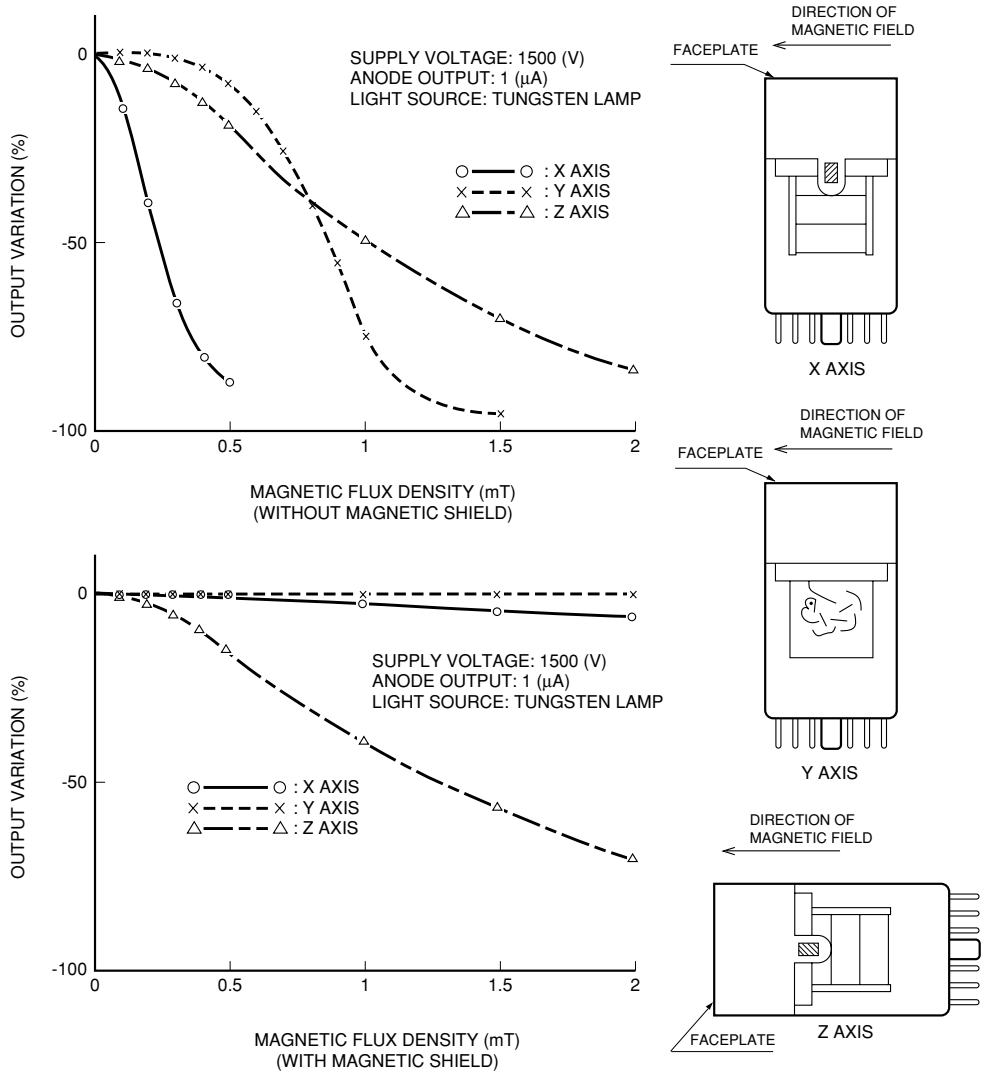 0
-50
-100
OUTPUT VARIATION (%)
SUPPLY VOLTAGE: 1500 (V)
ANODE OUTPUT: 1 (μA)
LIGHT SOURCE: TUNGSTEN LAMP
: X AXIS
: Y AXIS
: Z AXIS
0 0.5 1 1.5 2
MAGNETIC FLUX DENSITY (mT)
(WITHOUT MAGNETIC SHIELD)
DIRECTION OF
MAGNETIC FIELD
FACEPLATE
X AXIS
DIRECTION OF
MAGNETIC FIELD
FACEPLATE
Y AXIS
0
-50
-100
OUTPUT VARIATION (%)
SUPPLY VOLTAGE: 1500 (V)
ANODE OUTPUT: 1 (μA)
LIGHT SOURCE: TUNGSTEN LAMP
: X AXIS
: Y AXIS
: Z AXIS
0 0.5 1 1.5 2
MAGNETIC FLUX DENSITY (mT)
(WITH MAGNETIC SHIELD)
DIRECTION OF
MAGNETIC FIELD
FACEPLATE
Z AXIS